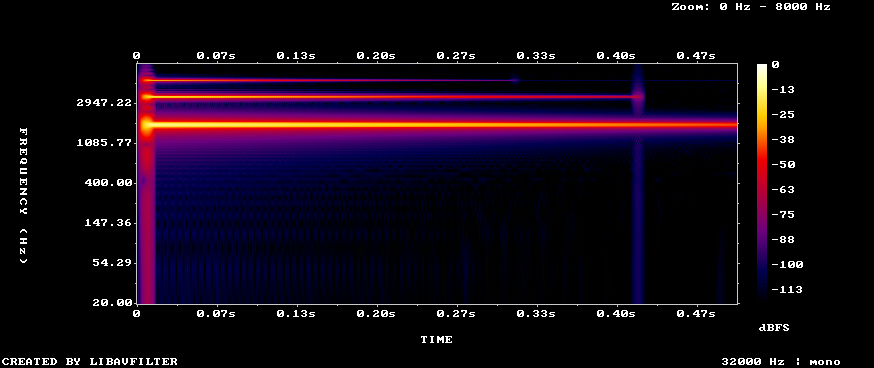 Zoom: 0 Hz - 8000 Hz
0 0.07s 0.13s 0.20s 0.27s 0.33s 0.40s 0.47s
0
-13
-25
-38
-50
-63
-75
-88
-100
-113
dBFS
2947.22
1085.77
400.00
147.36
54.29
20.00
FREQUENCY (Hz)
0 0.07s 0.13s 0.20s 0.27s 0.33s 0.40s 0.47s
TIME
CREATED BY LIBAVFILTER
32000 Hz | mono